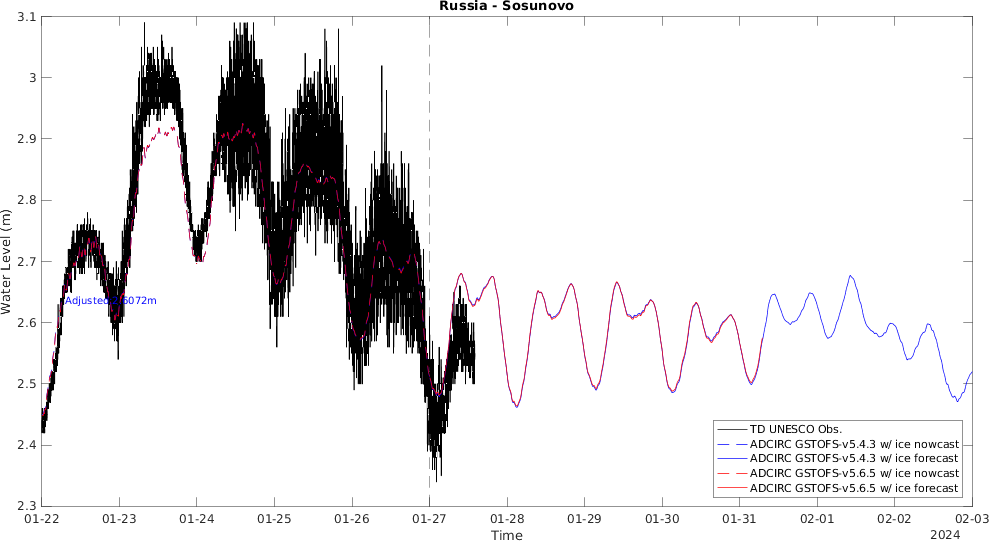 Russia - Sosunovo
3.1
3
2.9
2.8
2.7
2.6
2.5
2.4
2.3
Water Level (m)
Adjusted 2.6072m
TD UNESCO Obs.
ADCIRC GSTOFS-v5.4.3 w/ ice nowcast
ADCIRC GSTOFS-v5.4.3 w/ ice forecast
ADCIRC GSTOFS-v5.6.5 w/ ice nowcast
ADCIRC GSTOFS-v5.6.5 w/ ice forecast
01-22 01-23 01-24 01-25 01-26 01-27 01-28 01-29 01-30 01-31 02-01 02-02 02-03
Time 2024